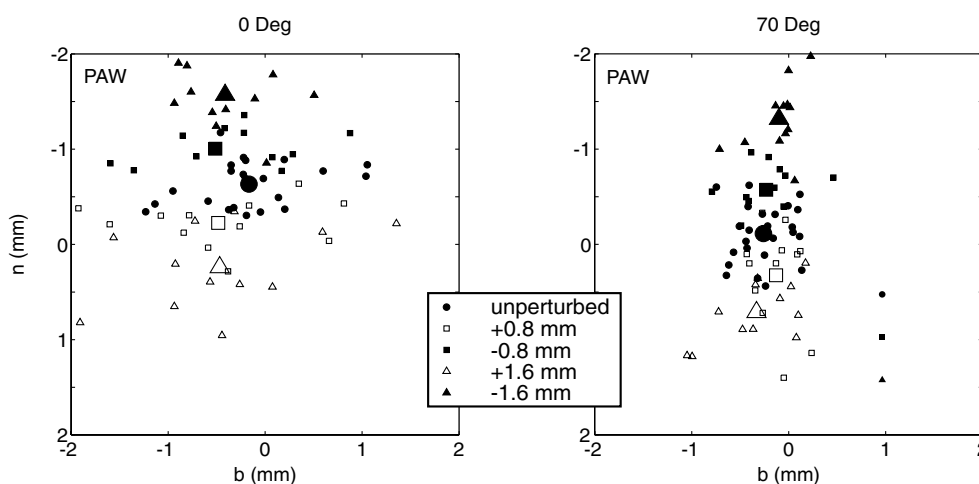 0 Deg
70 Deg
-2
-1
0
1
2
n (mm)
PAW
-2
-1
0
1
2
b (mm)
unperturbed
+0.8 mm
-0.8 mm
+1.6 mm
-1.6 mm
-2
-1
0
1
2
PAW
-2
-1
0
1
2
b (mm)